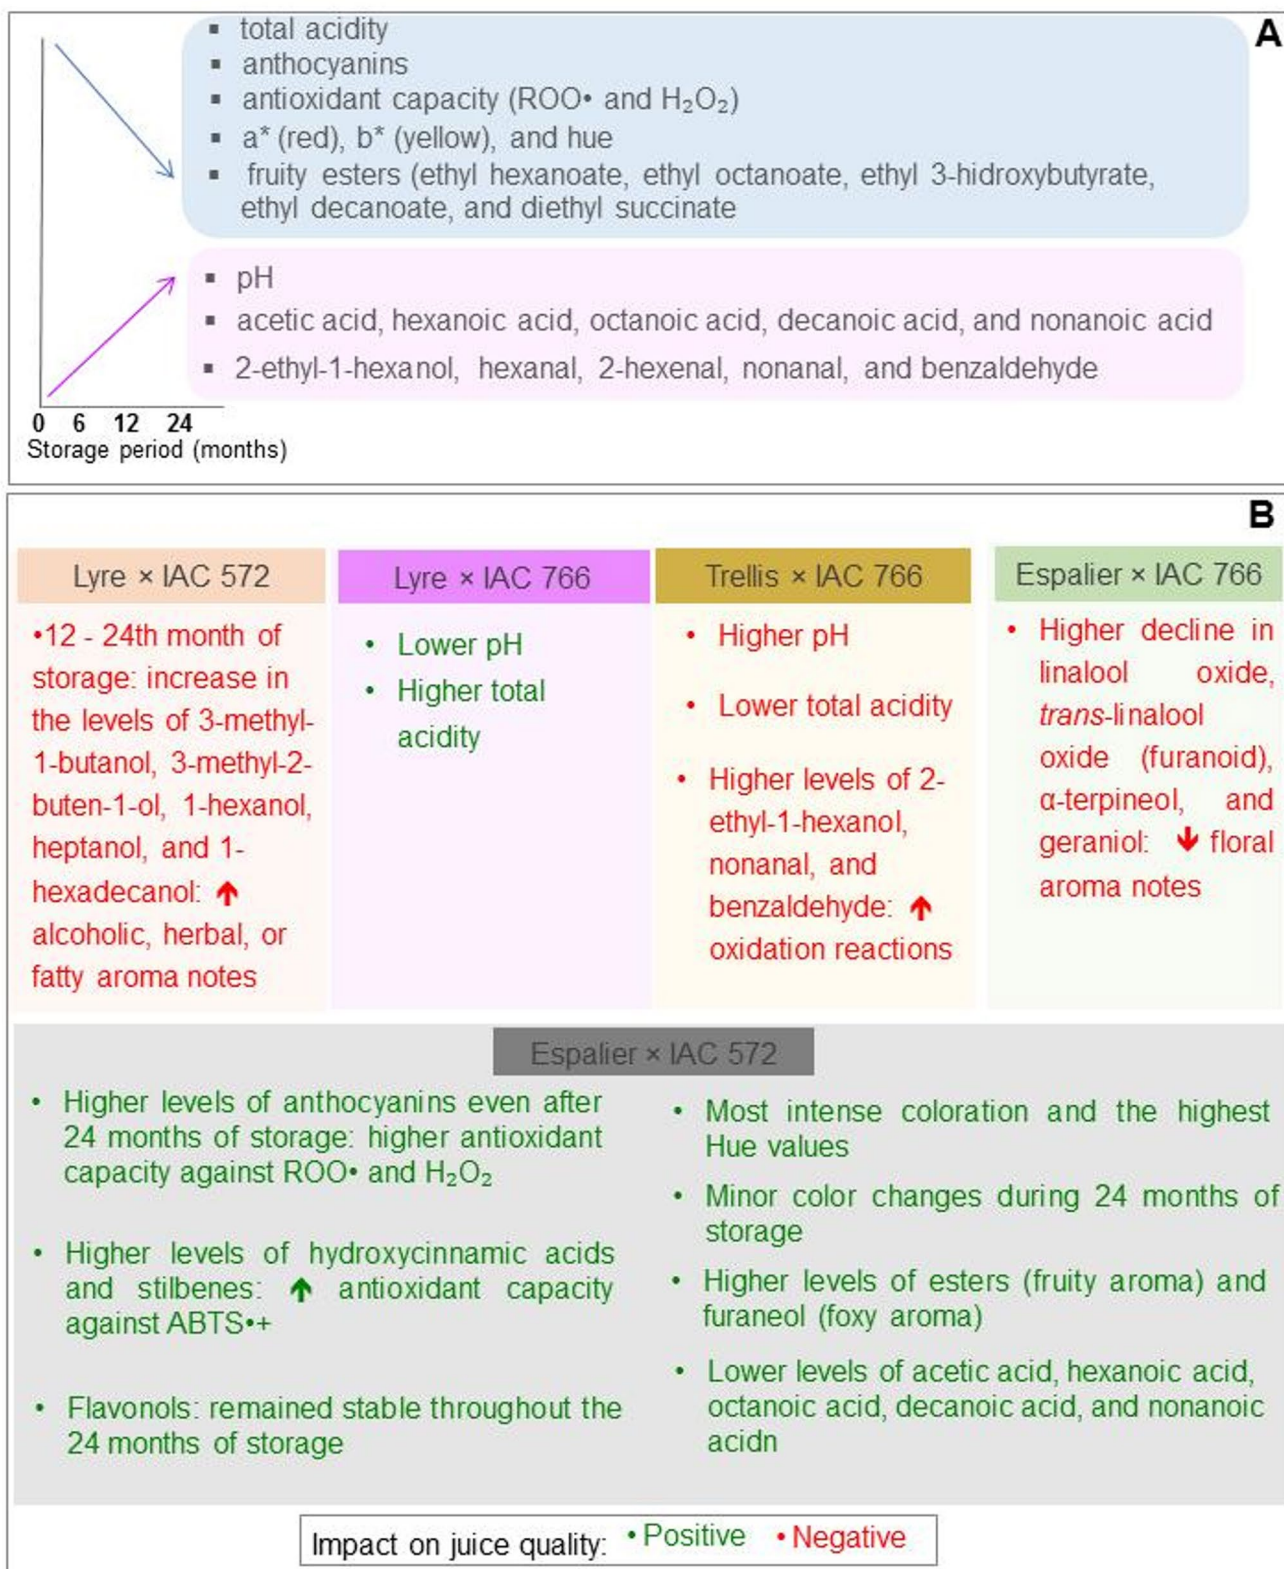 A
▪ total acidity
▪ anthocyanins
▪ antioxidant capacity (ROO• and H₂O₂)
▪ a* (red), b* (yellow), and hue
▪ fruity esters (ethyl hexanoate, ethyl octanoate, ethyl 3-hidroxybutyrate,
ethyl decanoate, and diethyl succinate
▪ pH
▪ acetic acid, hexanoic acid, octanoic acid, decanoic acid, and nonanoic acid
▪ 2-ethyl-1-hexanol, hexanal, 2-hexenal, nonanal, and benzaldehyde
0 6 12 24
Storage period (months)
B
Lyre × IAC 572
•12 - 24th month of
storage: increase in
the levels of 3-methyl-
1-butanol, 3-methyl-2-
buten-1-ol, 1-hexanol,
heptanol, and 1-
hexadecanol: ↑
alcoholic, herbal, or
fatty aroma notes
Lyre × IAC 766
• Lower pH
• Higher total
acidity
Trellis × IAC 766
• Higher pH
• Lower total acidity
• Higher levels of 2-
ethyl-1-hexanol,
nonanal, and
benzaldehyde: ↑
oxidation reactions
Espalier × IAC 766
• Higher decline in
linalool oxide,
trans-linalool
oxide (furanoid),
α-terpineol, and
geraniol: ↓ floral
aroma notes
Espalier × IAC 572
• Higher levels of anthocyanins even after
24 months of storage: higher antioxidant
capacity against ROO• and H₂O₂
• Higher levels of hydroxycinnamic acids
and stilbenes: ↑ antioxidant capacity
against ABTS•+
• Flavonols: remained stable throughout the
24 months of storage
• Most intense coloration and the highest
Hue values
• Minor color changes during 24 months of
storage
• Higher levels of esters (fruity aroma) and
furaneol (foxy aroma)
• Lower levels of acetic acid, hexanoic acid,
octanoic acid, decanoic acid, and nonanoic
acidn
Impact on juice quality: • Positive • Negative